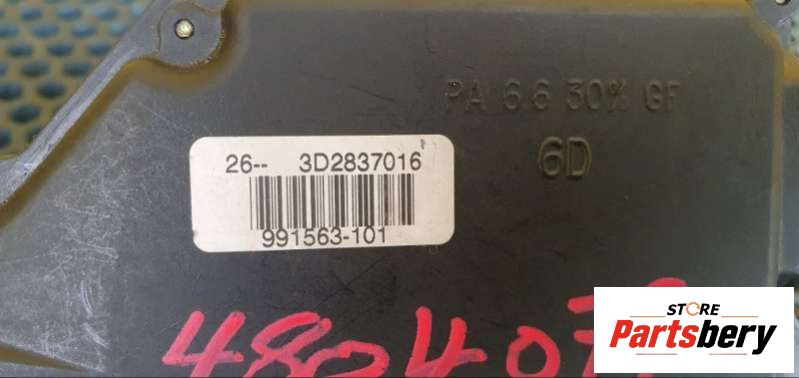 PA 6.6 30% GF
6D
26-- 3D2837016
991563-101
STORE
Partsbery